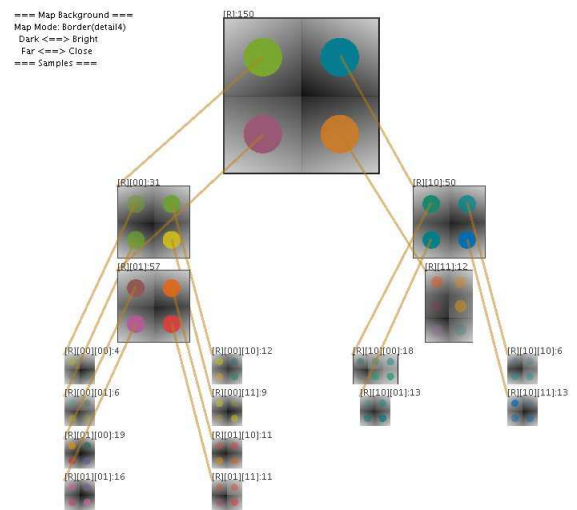 === Map Background ===
Map Mode: Border(detail4)
Dark <==> Bright
Far <==> Close
=== Samples ===
[R]:150
[R][00]:31
[R][10]:50
[R][01]:57
[R][11]:12
[R][00][00]:4
[R][00][10]:12
[R][10][00]:18
[R][10][10]:6
[R][00][01]:6
[R][00][11]:9
[R][10][01]:13
[R][10][11]:13
[R][01][00]:19
[R][01][10]:11
[R][01][01]:16
[R][01][11]:11